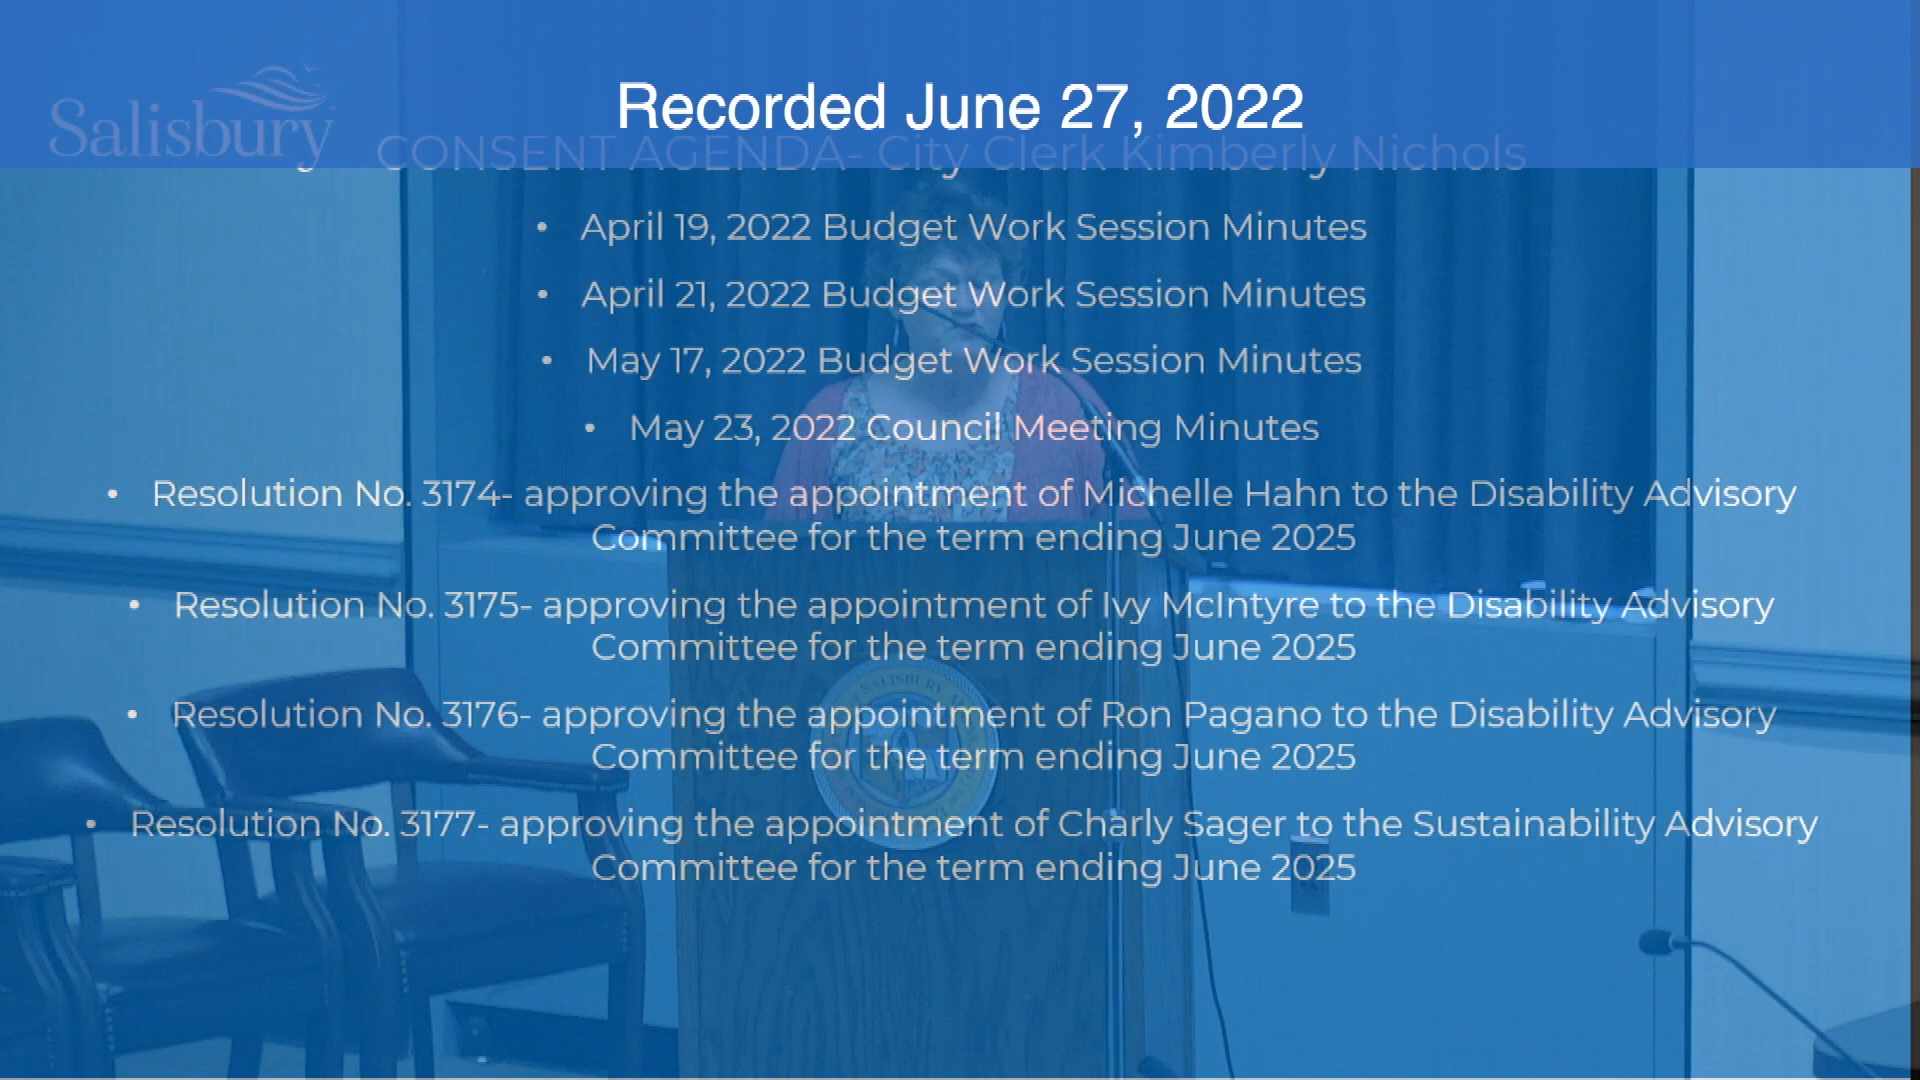 Recorded June 27, 2022
Salisbury
CONSENT AGENDA- City Clerk Kimberly Nichols
• April 19, 2022 Budget Work Session Minutes
• April 21, 2022 Budget Work Session Minutes
• May 17, 2022 Budget Work Session Minutes
• May 23, 2022 Council Meeting Minutes
• Resolution No. 3174- approving the appointment of Michelle Hahn to the Disability Advisory
Committee for the term ending June 2025
• Resolution No. 3175- approving the appointment of Ivy McIntyre to the Disability Advisory
Committee for the term ending June 2025
• Resolution No. 3176- approving the appointment of Ron Pagano to the Disability Advisory
Committee for the term ending June 2025
• Resolution No. 3177- approving the appointment of Charly Sager to the Sustainability Advisory
Committee for the term ending June 2025
SALISBURY,